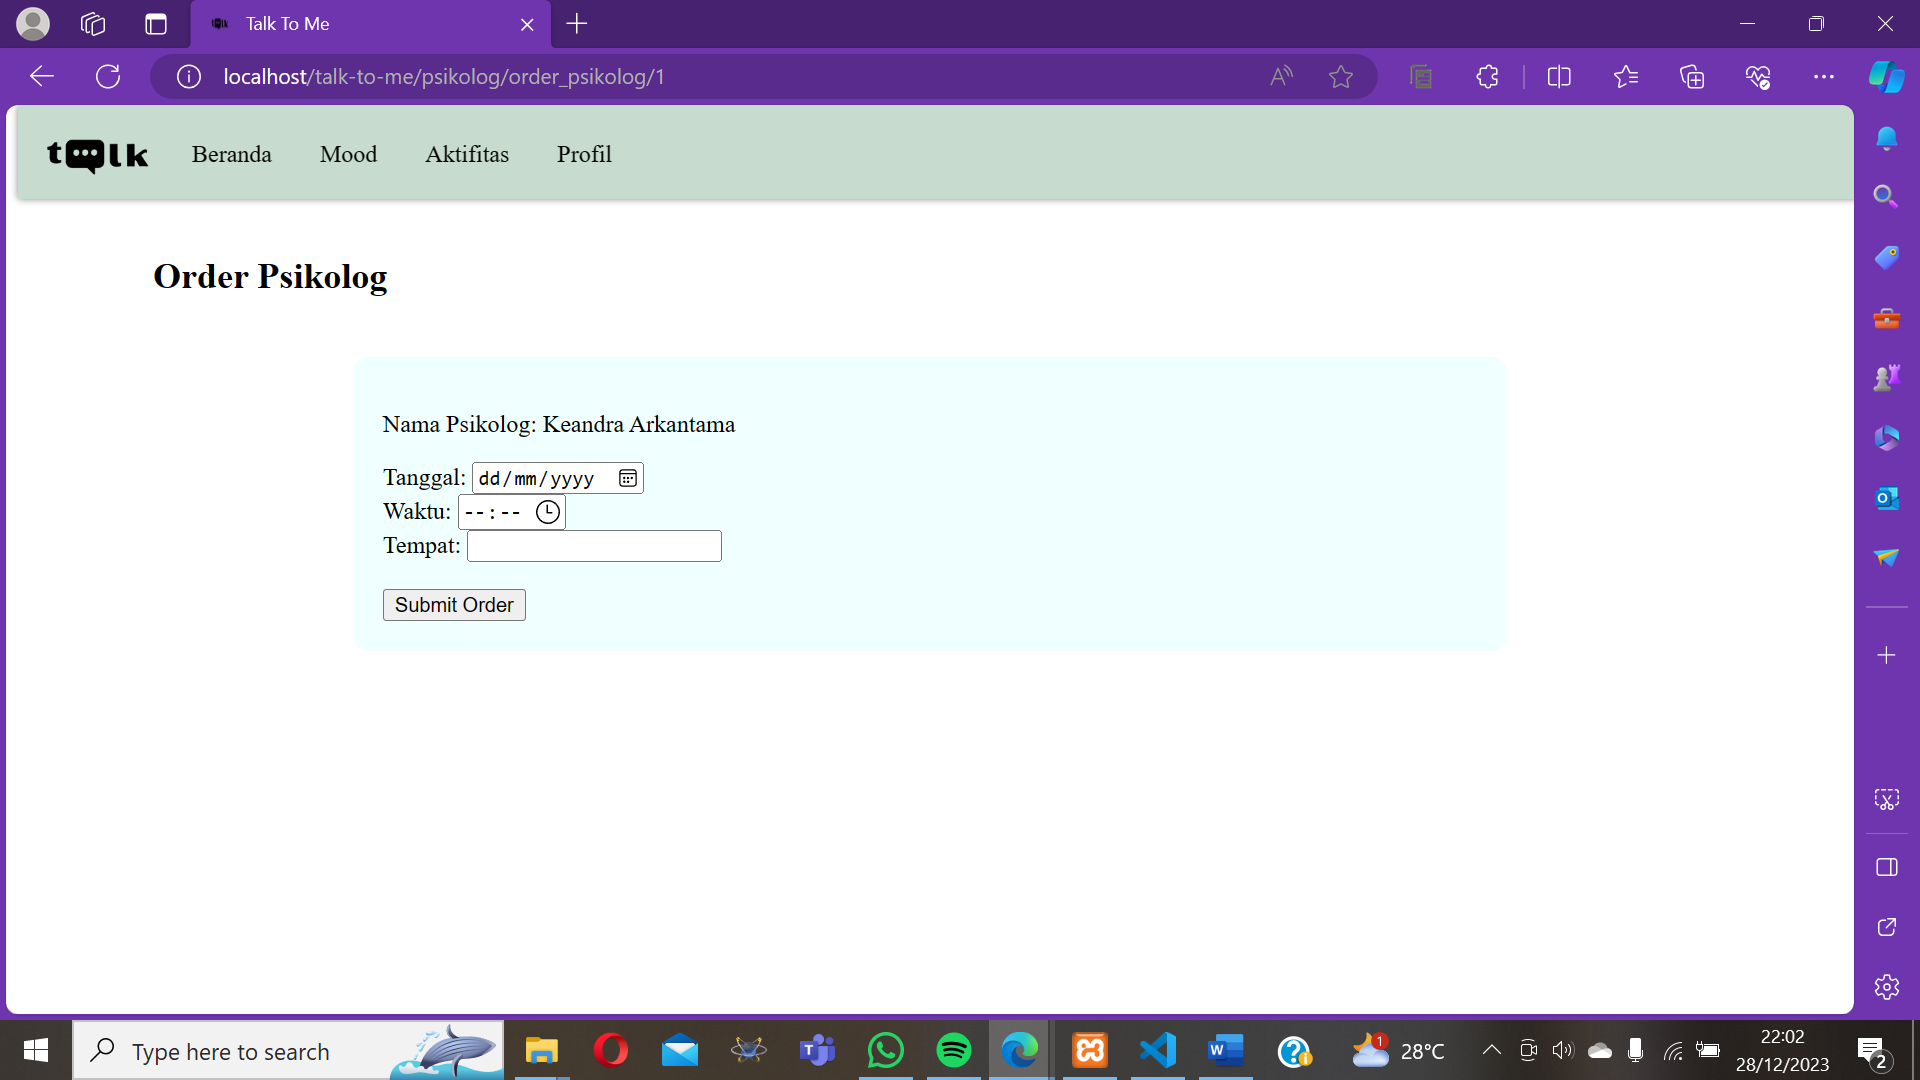 Talk To Me
localhost/talk-to-me/psikolog/order_psikolog/1
talk Beranda Mood Aktifitas Profil
Order Psikolog
Nama Psikolog: Keandra Arkantama
Tanggal: dd/mm/yyyy
Waktu: --:--
Tempat:
Submit Order
Type here to search
1
28°C
22:02
28/12/2023
2